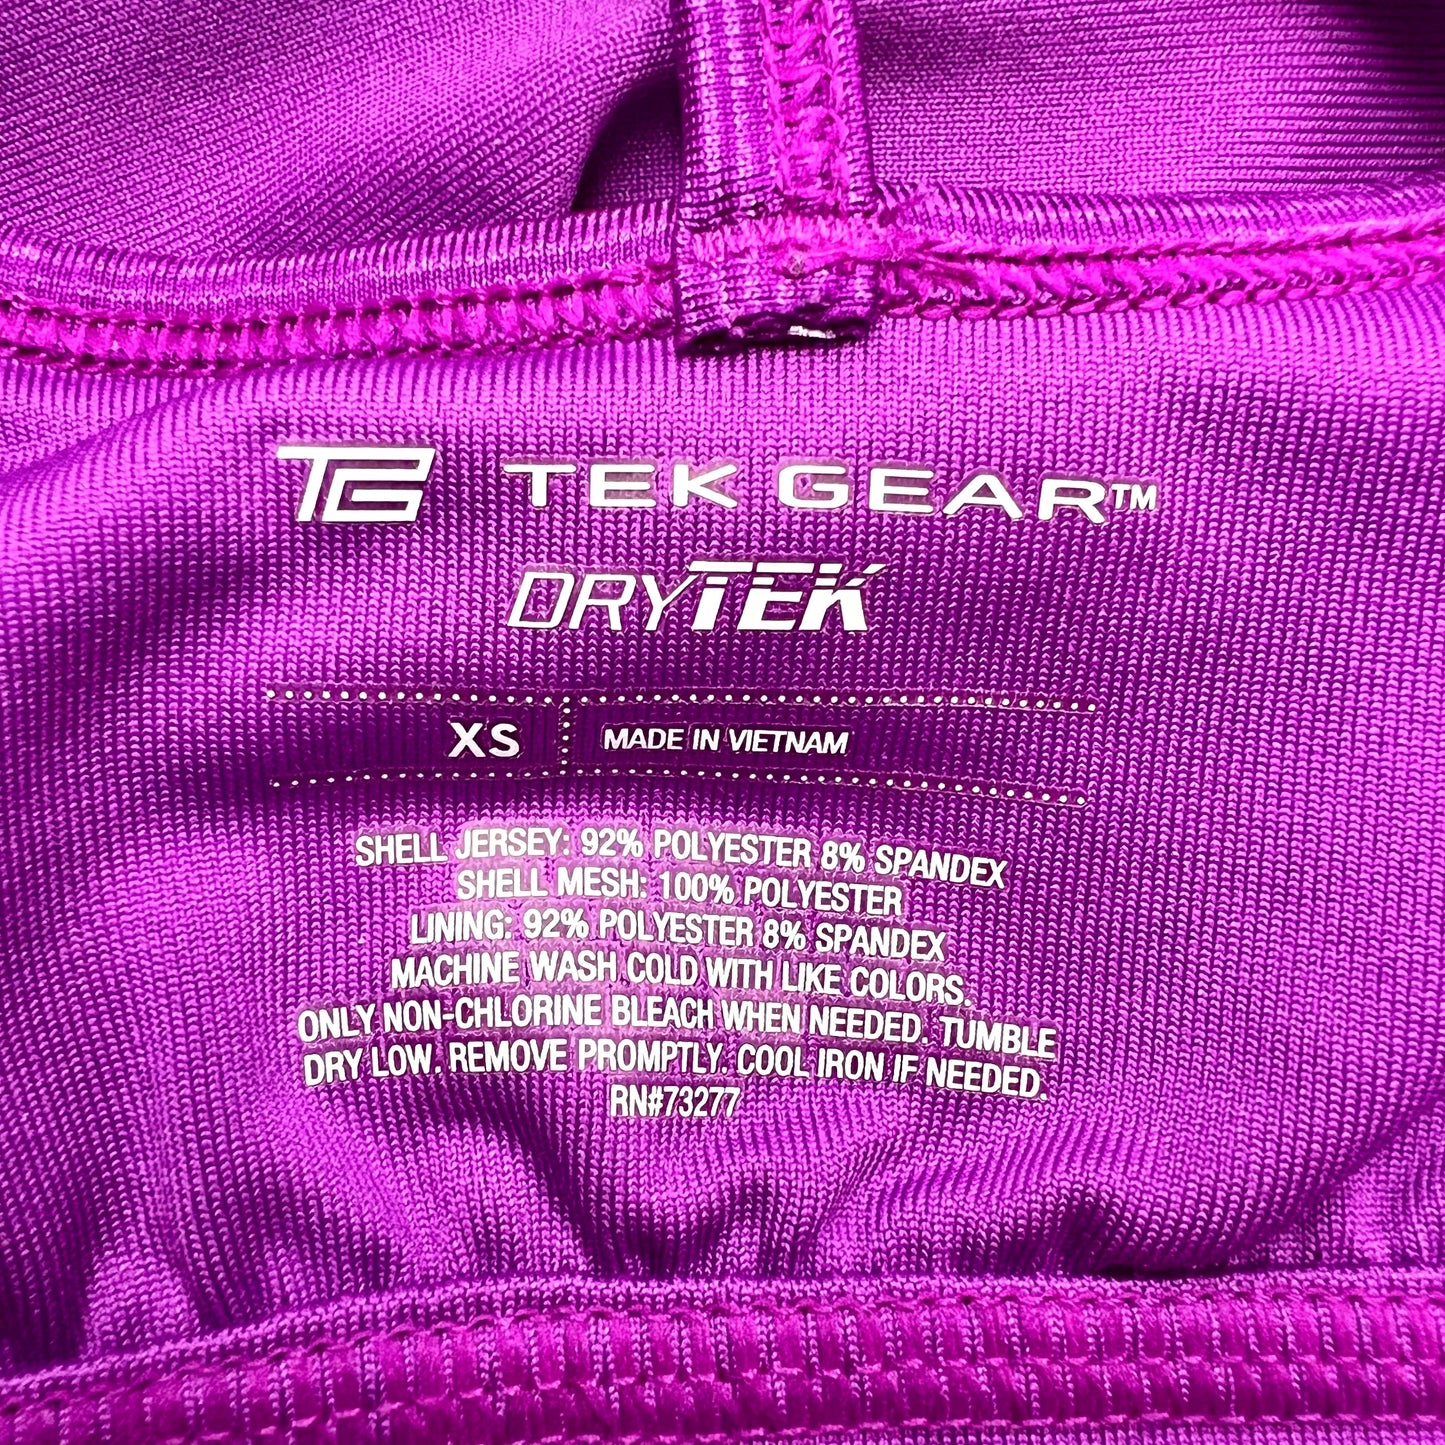 TG TEK GEAR™
DRYTEK
XS MADE IN VIETNAM
SHELL JERSEY: 92% POLYESTER 8% SPANDEX
SHELL MESH: 100% POLYESTER
LINING: 92% POLYESTER 8% SPANDEX
MACHINE WASH COLD WITH LIKE COLORS.
ONLY NON-CHLORINE BLEACH WHEN NEEDED. TUMBLE
DRY LOW. REMOVE PROMPTLY. COOL IRON IF NEEDED.
RN#73277